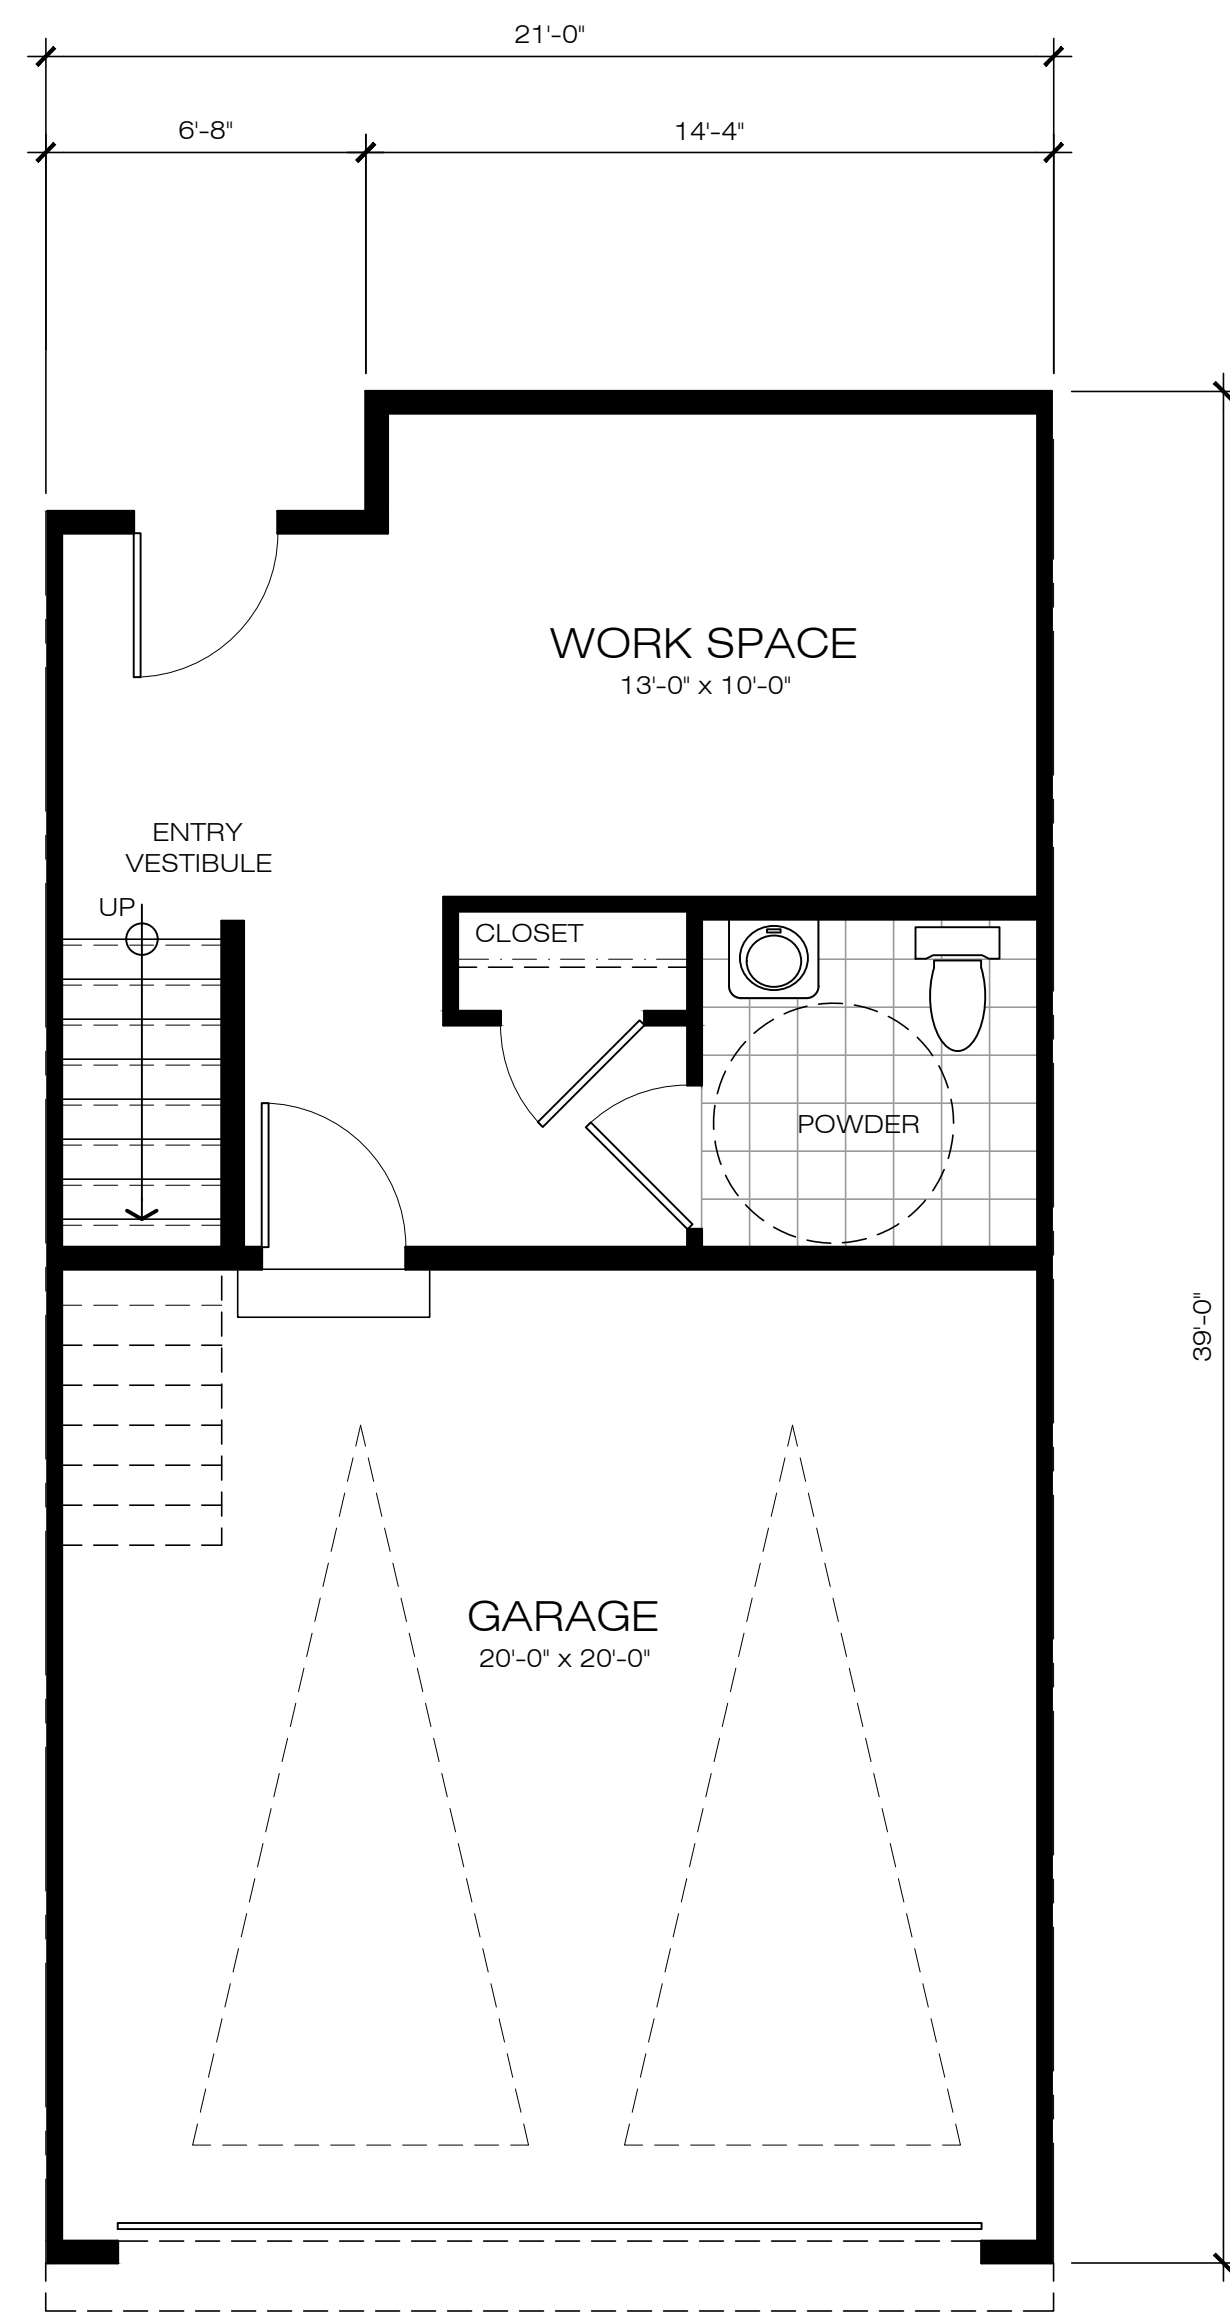 21'-0"
6'-8"
14'-4"
WORK SPACE
13'-0" x 10'-0"
ENTRY
VESTIBULE
UP
CLOSET
POWDER
39'-0"
GARAGE
20'-0" x 20'-0"